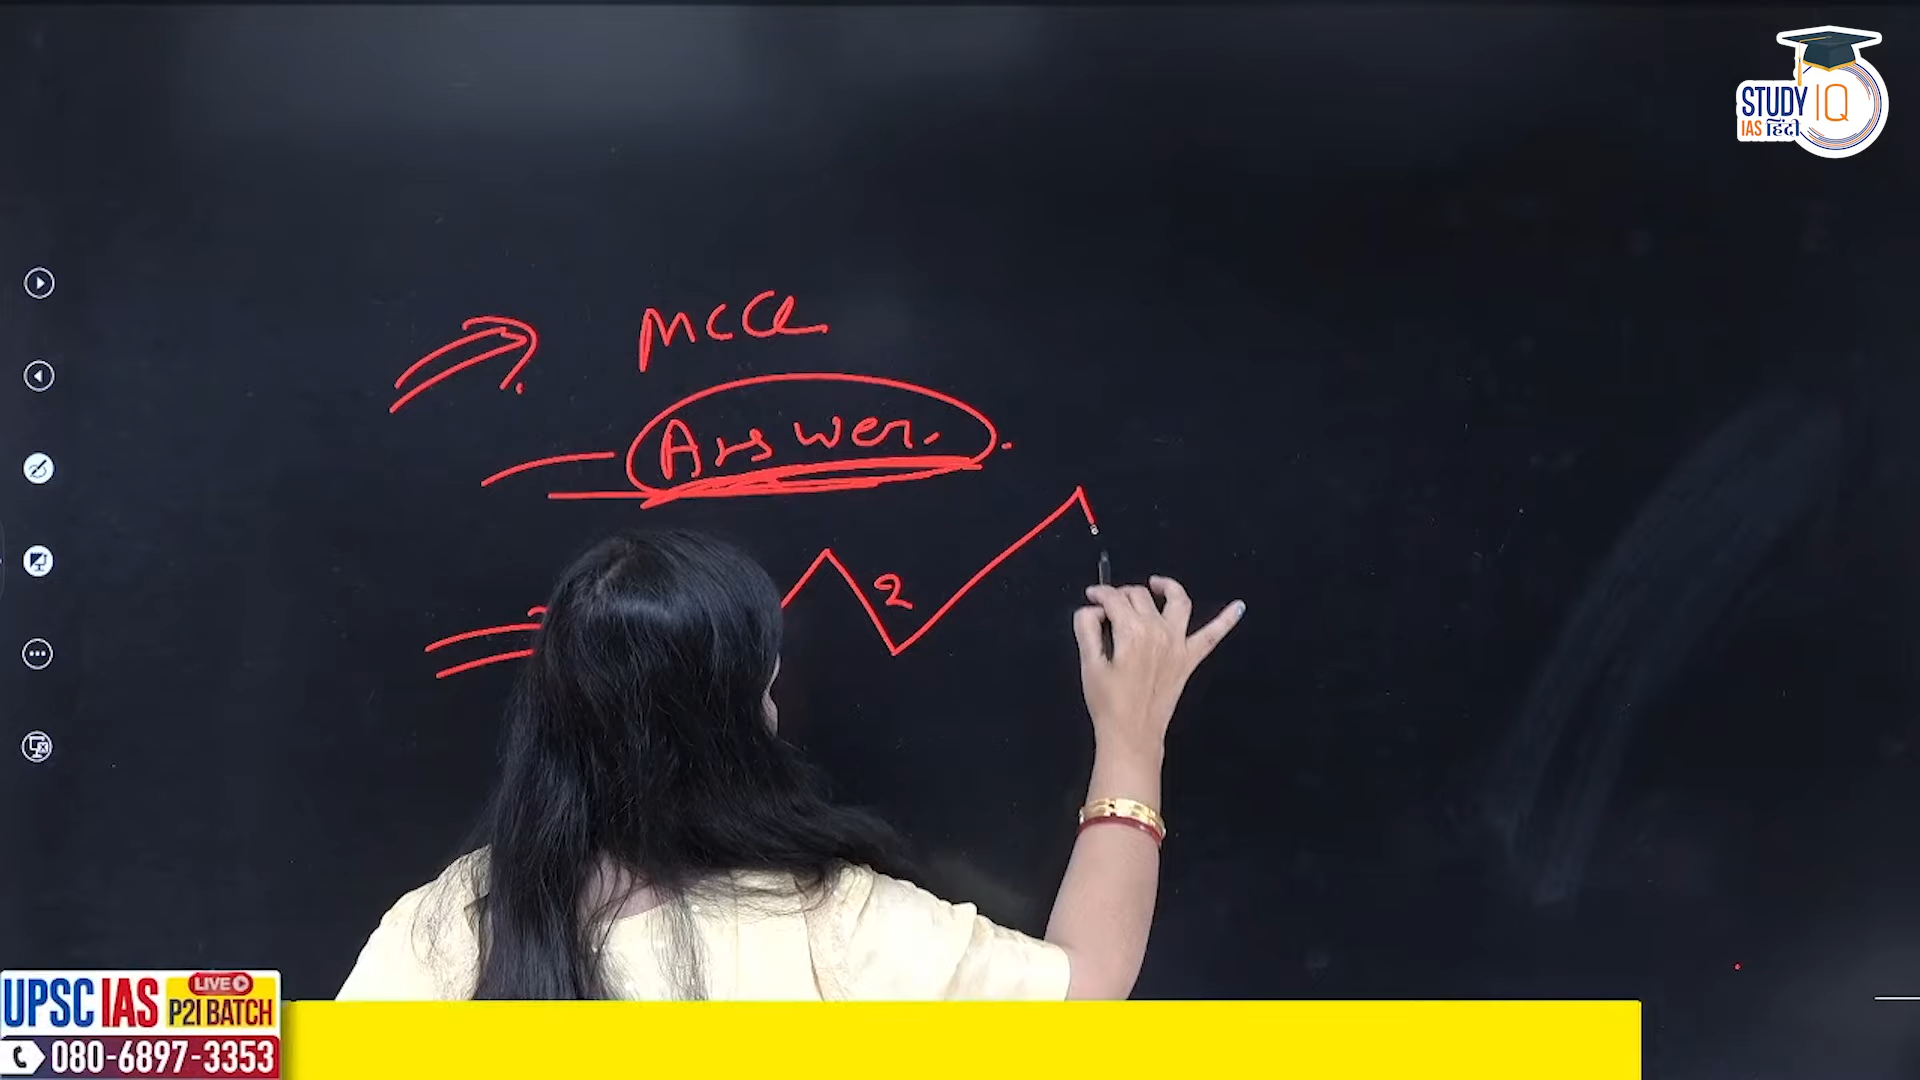 STUDY IQ
IAS हिंदी
MCQ
Answer.
2
UPSC IAS
LIVE
P2I BATCH
080-6897-3353